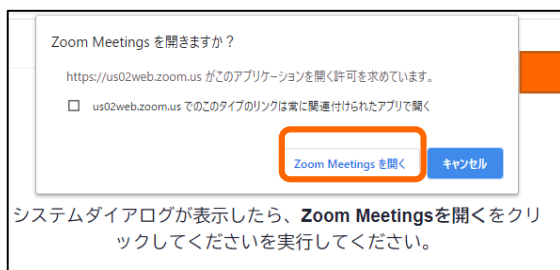 Zoom Meetings を開きますか？
https://us02web.zoom.us がこのアプリケーションを開く許可を求めています。
us02web.zoom.us でのこのタイプのリンクは常に関連付けられたアプリで開く
Zoom Meetings を開く キャンセル
システムダイアログが表示したら、Zoom Meetingsを開くをクリ
ックしてくださいを実行してください。